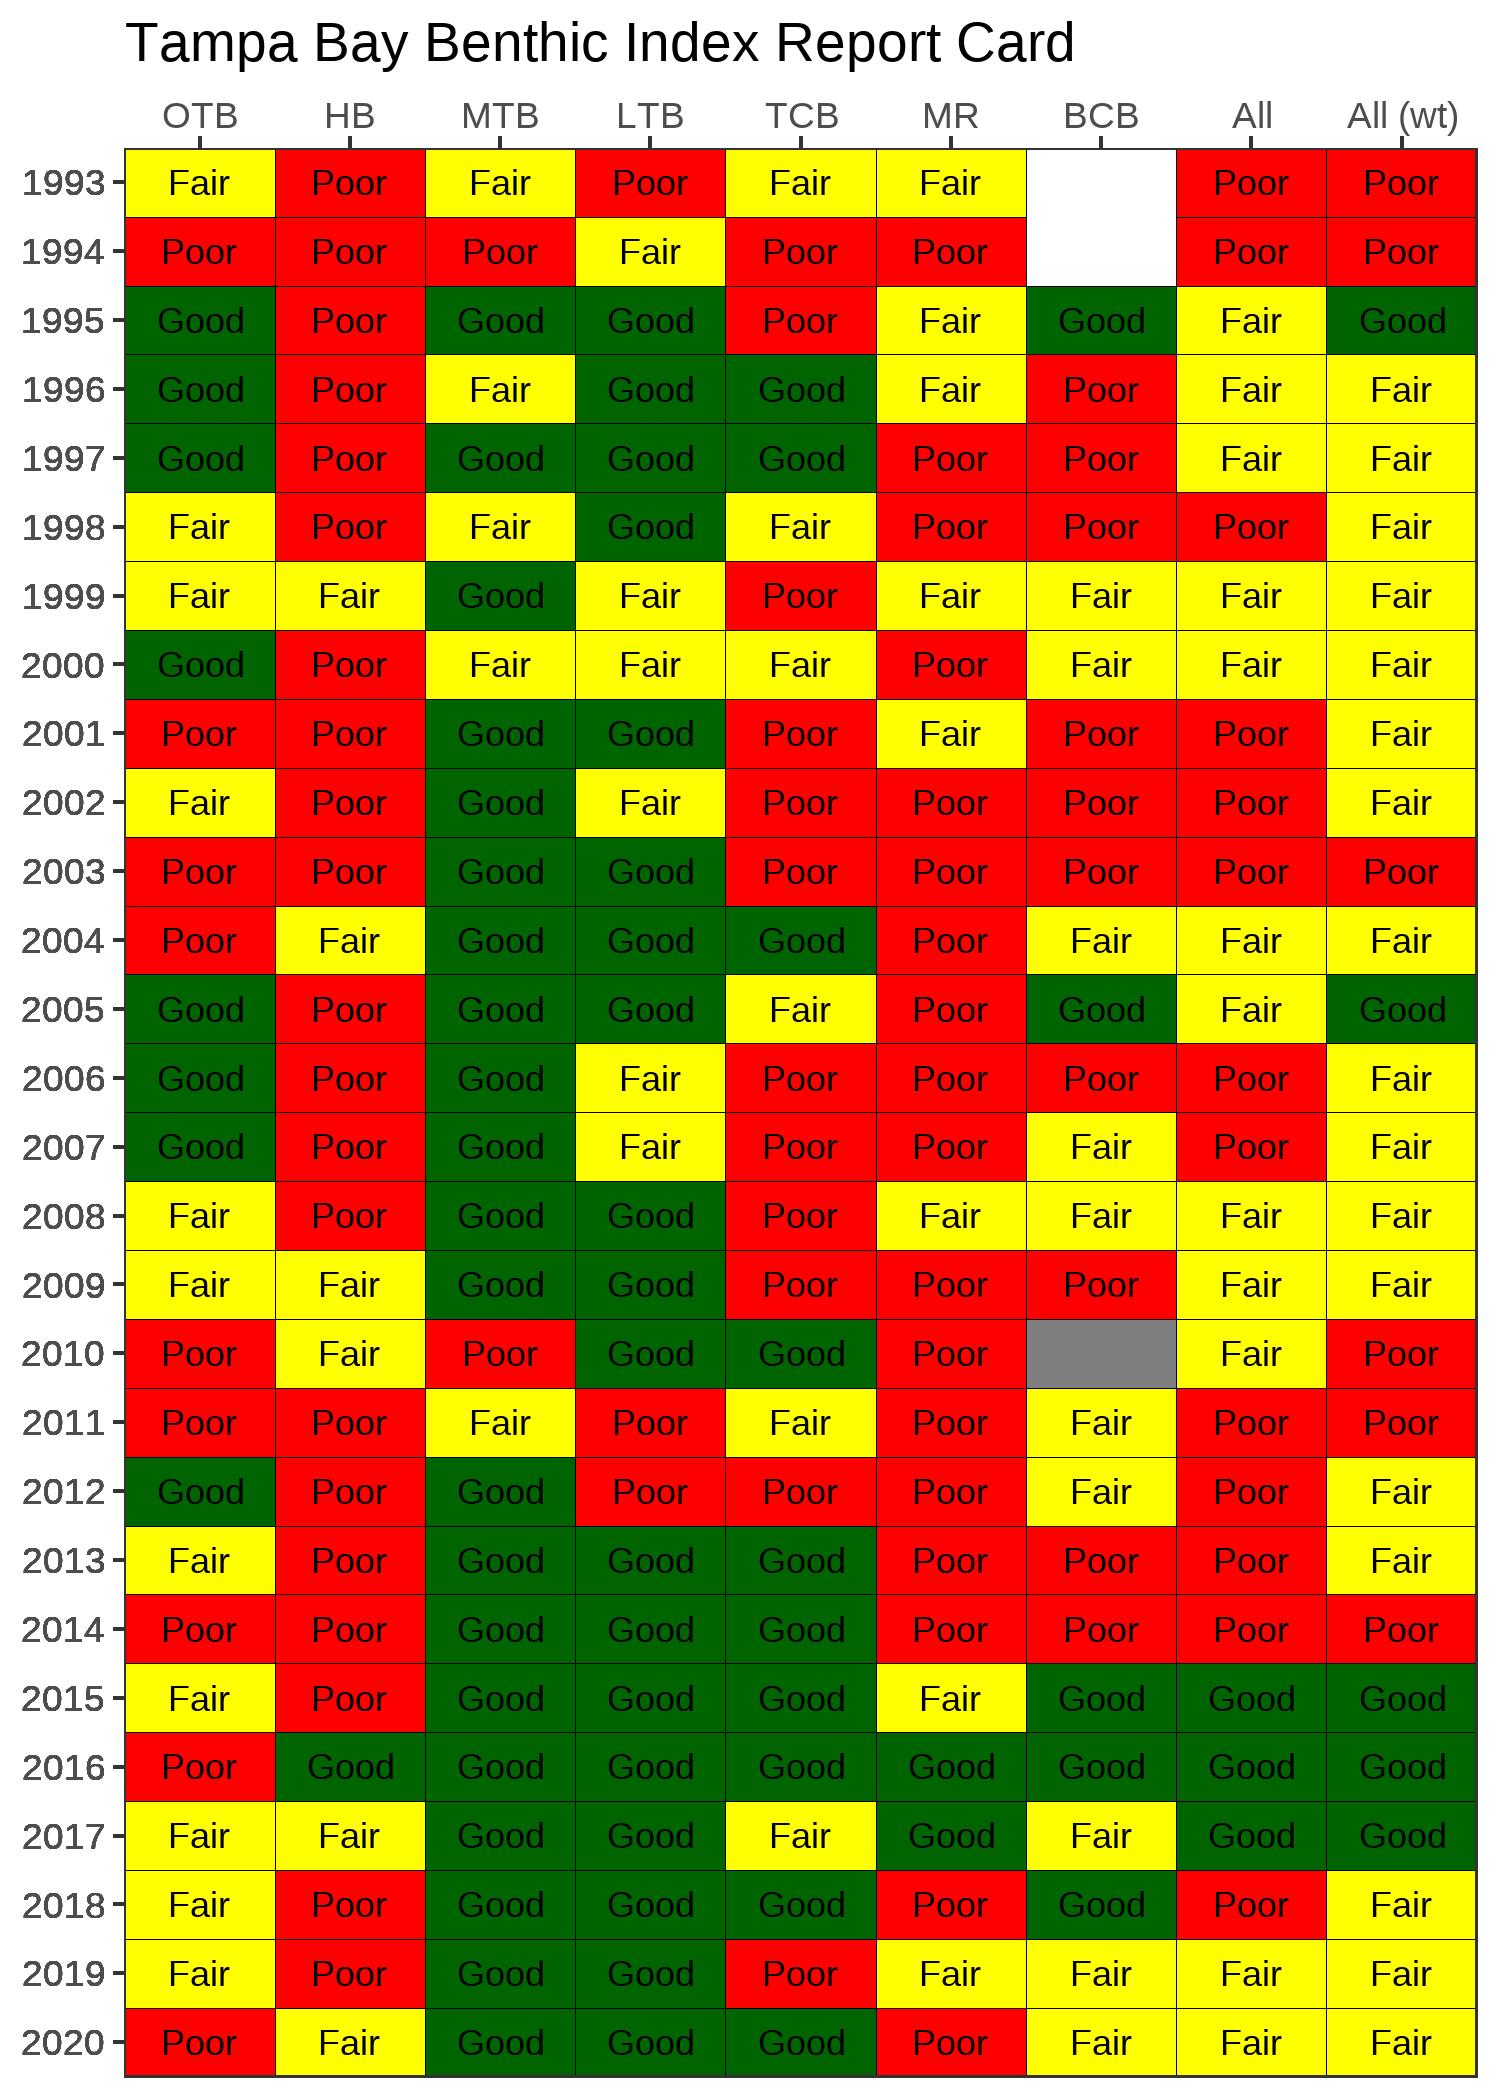 Tampa Bay Benthic Index Report Card
OTB HB MTB LTB TCB MR BCB All All (wt)
1993 Fair Poor Fair Poor Fair Fair Poor Poor
1994 Poor Poor Poor Fair Poor Poor Poor Poor
1995 Good Poor Good Good Poor Fair Good Fair Good
1996 Good Poor Fair Good Good Fair Poor Fair Fair
1997 Good Poor Good Good Good Poor Poor Fair Fair
1998 Fair Poor Fair Good Fair Poor Poor Poor Fair
1999 Fair Fair Good Fair Poor Fair Fair Fair Fair
2000 Good Poor Fair Fair Fair Poor Fair Fair Fair
2001 Poor Poor Good Good Poor Fair Poor Poor Fair
2002 Fair Poor Good Fair Poor Poor Poor Poor Fair
2003 Poor Poor Good Good Poor Poor Poor Poor Poor
2004 Poor Fair Good Good Good Poor Fair Fair Fair
2005 Good Poor Good Good Fair Poor Good Fair Good
2006 Good Poor Good Fair Poor Poor Poor Poor Fair
2007 Good Poor Good Fair Poor Poor Fair Poor Fair
2008 Fair Poor Good Good Poor Fair Fair Fair Fair
2009 Fair Fair Good Good Poor Poor Poor Fair Fair
2010 Poor Fair Poor Good Good Poor Fair Poor
2011 Poor Poor Fair Poor Fair Poor Fair Poor Poor
2012 Good Poor Good Poor Poor Poor Fair Poor Fair
2013 Fair Poor Good Good Good Poor Poor Poor Fair
2014 Poor Poor Good Good Good Poor Poor Poor Poor
2015 Fair Poor Good Good Good Fair Good Good Good
2016 Poor Good Good Good Good Good Good Good Good
2017 Fair Fair Good Good Fair Good Fair Good Good
2018 Fair Poor Good Good Good Poor Good Poor Fair
2019 Fair Poor Good Good Poor Fair Fair Fair Fair
2020 Poor Fair Good Good Good Poor Fair Fair Fair